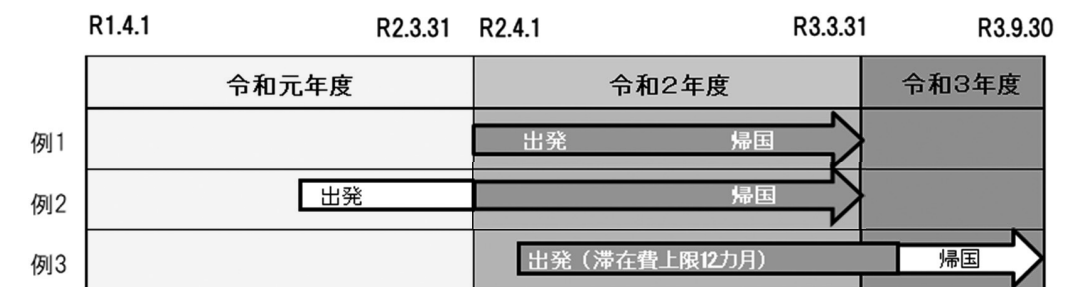 R1.4.1 R2.3.31 R2.4.1 R3.3.31 R3.9.30
令和元年度 令和2年度 令和3年度
例1 出発 帰国
例2 出発 帰国
例3 出発（滞在費上限12カ月） 帰国